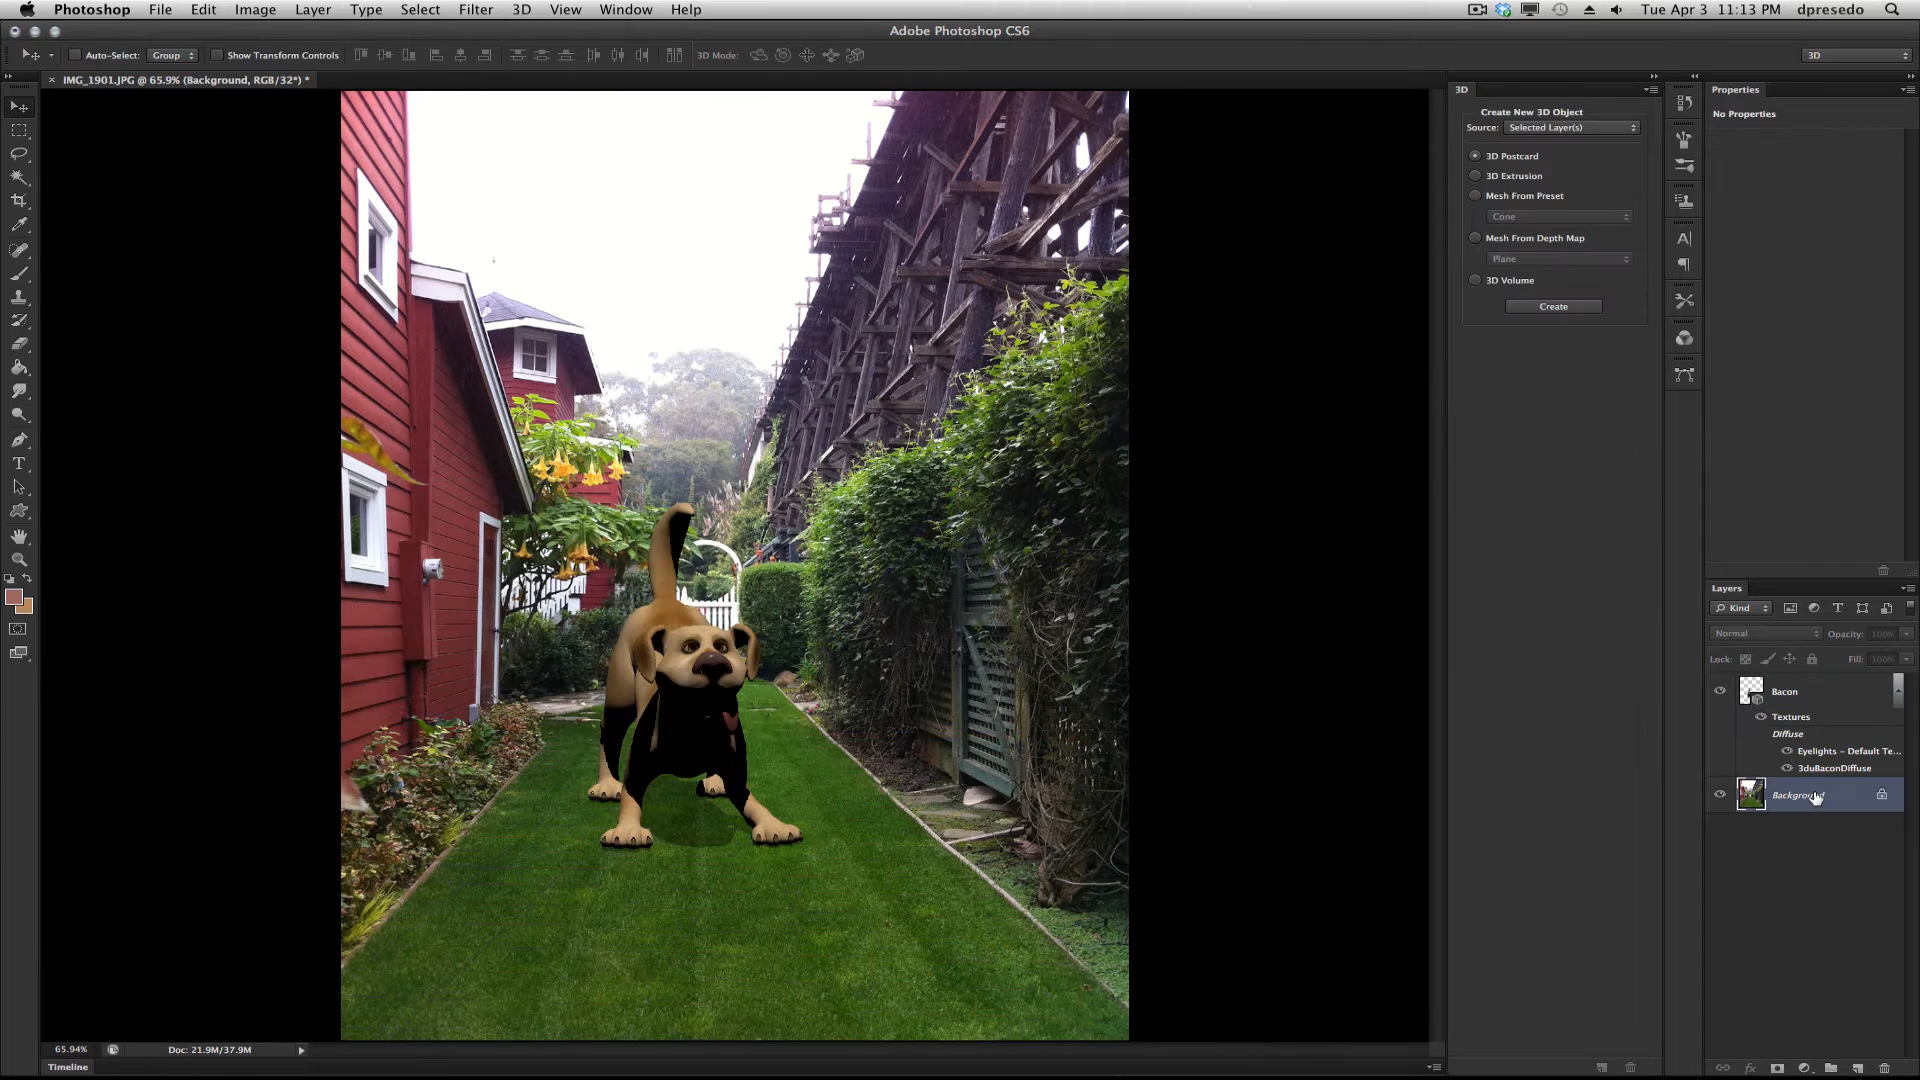 Photoshop File Edit Image Layer Type Select Filter 3D View Window Help Tue Apr 3 11:13 PM dpresedo
Adobe Photoshop CS6
Auto-Select: Group Show Transform Controls 3D Mode: 3D
× IMG_1901.JPG @ 65.9% (Background, RGB/32*) *
3D
Properties
Create New 3D Object
No Properties
Source: Selected Layer(s)
3D Postcard
3D Extrusion
Mesh From Preset
Cone
Mesh From Depth Map
Plane
3D Volume
Create
Layers
Kind
Normal Opacity: 100%
Lock: Fill: 100%
Bacon
Textures
Diffuse
Eyelights - Default Te...
3duBaconDiffuse
Background
65.94% Doc: 21.9M/37.9M
Timeline